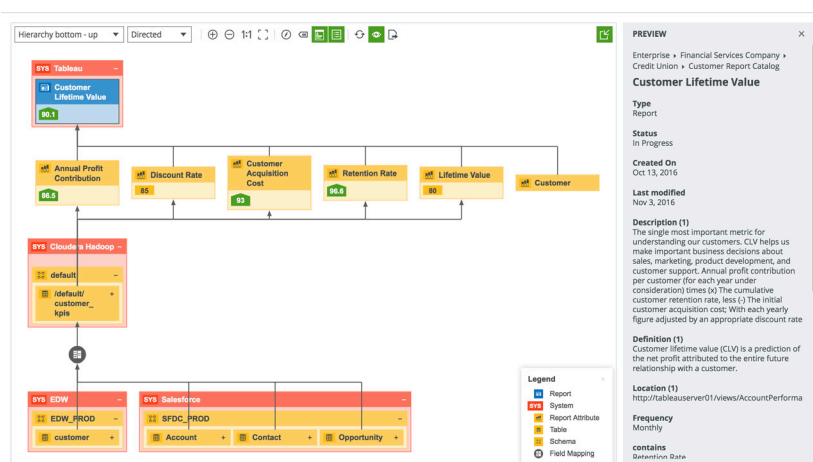 Hierarchy bottom - up
Directed
1:1
SYS Tableau
Customer
Lifetime Value
90.1
Annual Profit
Contribution
86.5
Discount Rate
85
Customer
Acquisition
Cost
93
Retention Rate
96.6
Lifetime Value
80
Customer
SYS Cloudera Hadoop
default
/default/
customer_
kpis
SYS EDW
EDW_PROD
customer
SYS Salesforce
SFDC_PROD
Account
Contact
Opportunity
Legend
Report
SYS System
Report Attribute
Table
Schema
Field Mapping
PREVIEW
Enterprise ▸ Financial Services Company ▸
Credit Union ▸ Customer Report Catalog
Customer Lifetime Value
Type
Report
Status
In Progress
Created On
Oct 13, 2016
Last modified
Nov 3, 2016
Description (1)
The single most important metric for
understanding our customers. CLV helps us
make important business decisions about
sales, marketing, product development, and
customer support. Annual profit contribution
per customer (for each year under
consideration) times (x) The cumulative
customer retention rate, less (-) The initial
customer acquisition cost; With each yearly
figure adjusted by an appropriate discount rate
Definition (1)
Customer lifetime value (CLV) is a prediction of
the net profit attributed to the entire future
relationship with a customer.
Location (1)
http://tableauserver01/views/AccountPerforma
Frequency
Monthly
contains
Retention Rate